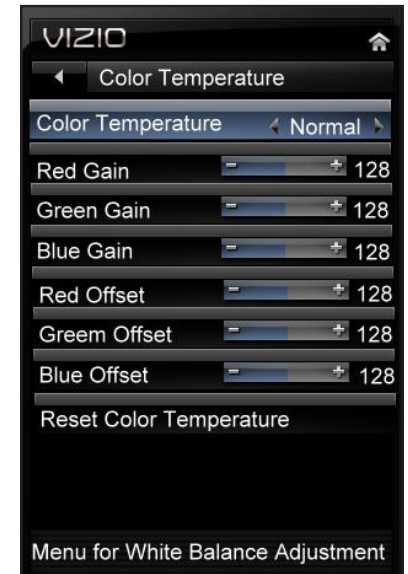 VIZIO
Color Temperature
Color Temperature Normal
Red Gain - + 128
Green Gain - + 128
Blue Gain - + 128
Red Offset - + 128
Greem Offset - + 128
Blue Offset - + 128
Reset Color Temperature
Menu for White Balance Adjustment